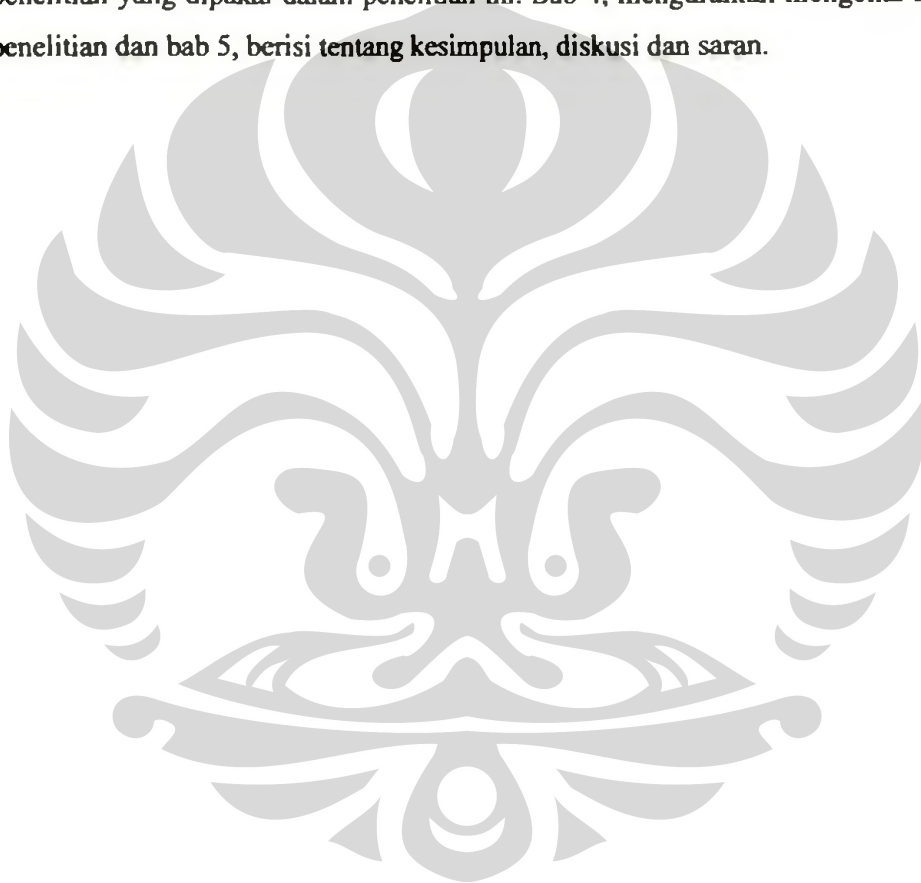 penelitian yang dipakai dalam penelitian ini. Bab 4, menguraikan mengenai
penelitian dan bab 5, berisi tentang kesimpulan, diskusi dan saran.